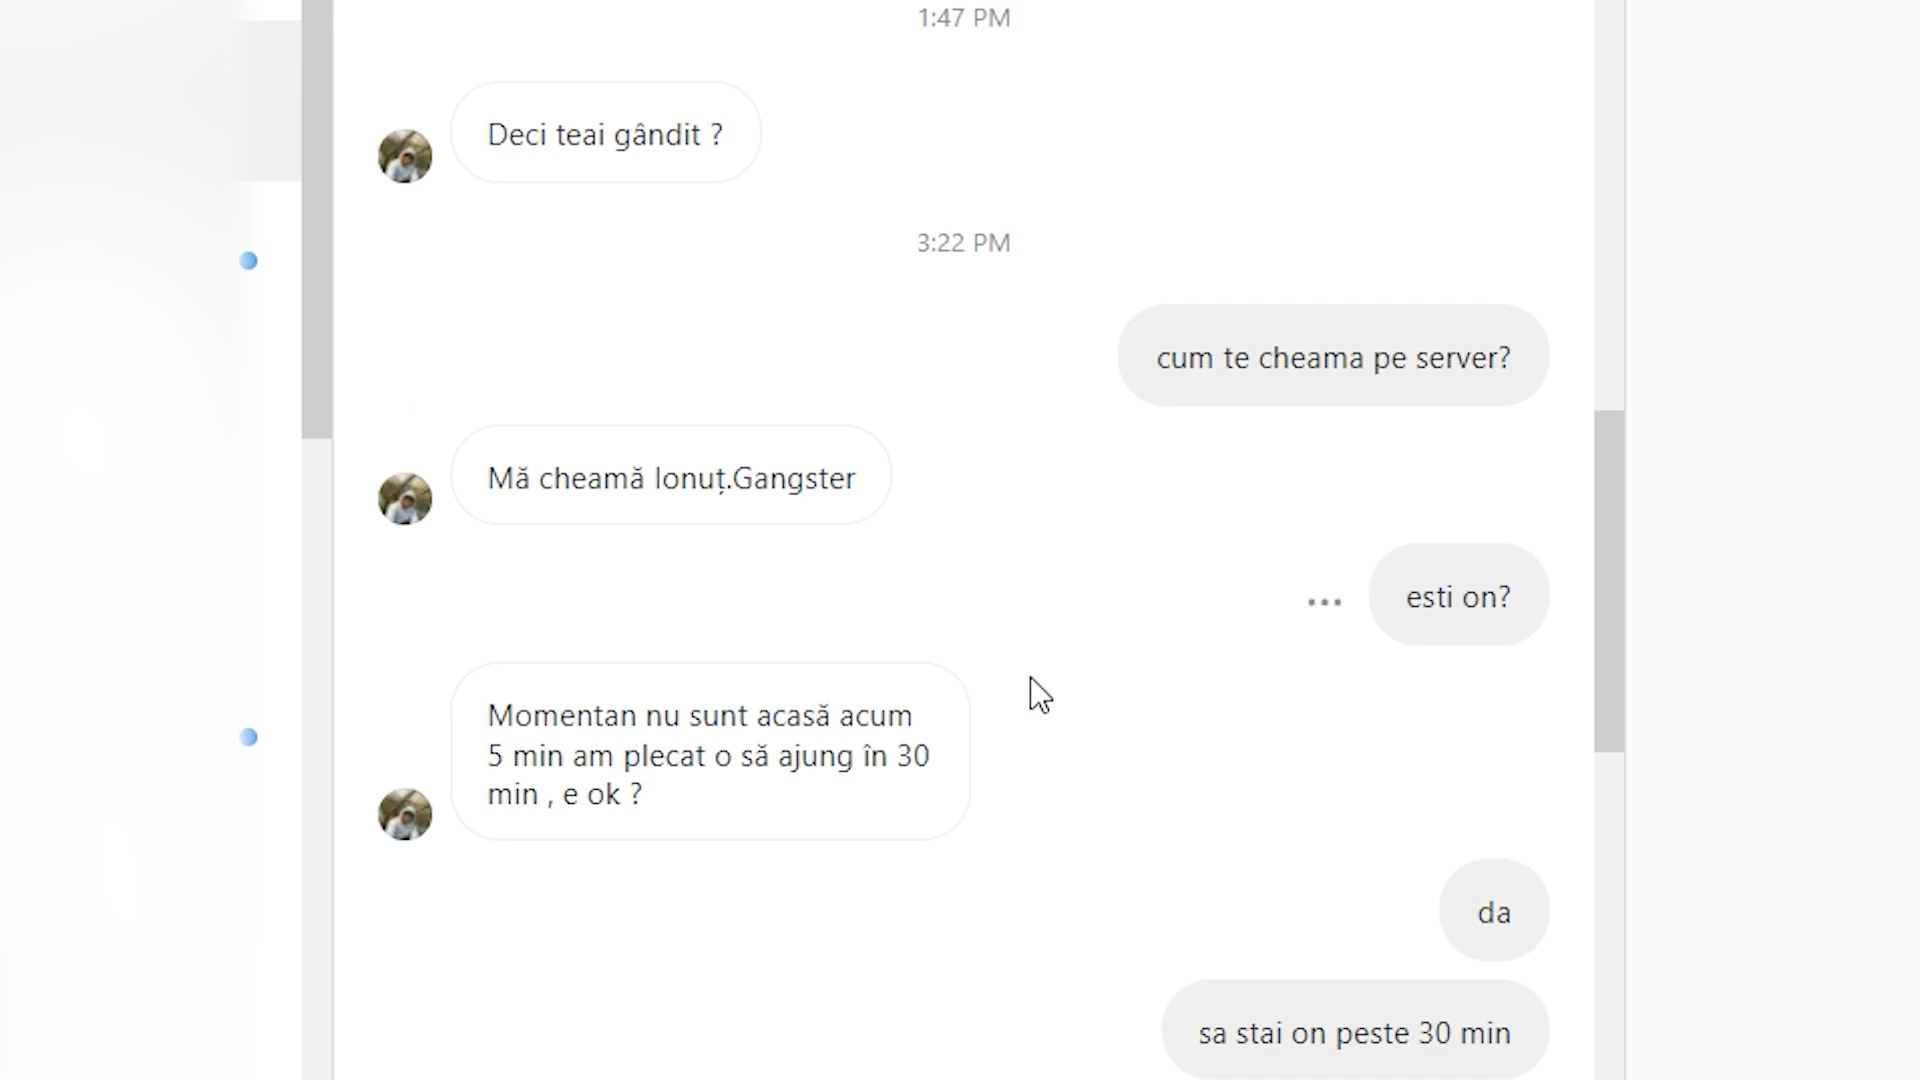 1:47 PM
Deci teai gândit ?
3:22 PM
cum te cheama pe server?
Mă cheamă Ionuț.Gangster
esti on?
Momentan nu sunt acasă acum
5 min am plecat o să ajung în 30
min , e ok ?
da
sa stai on peste 30 min